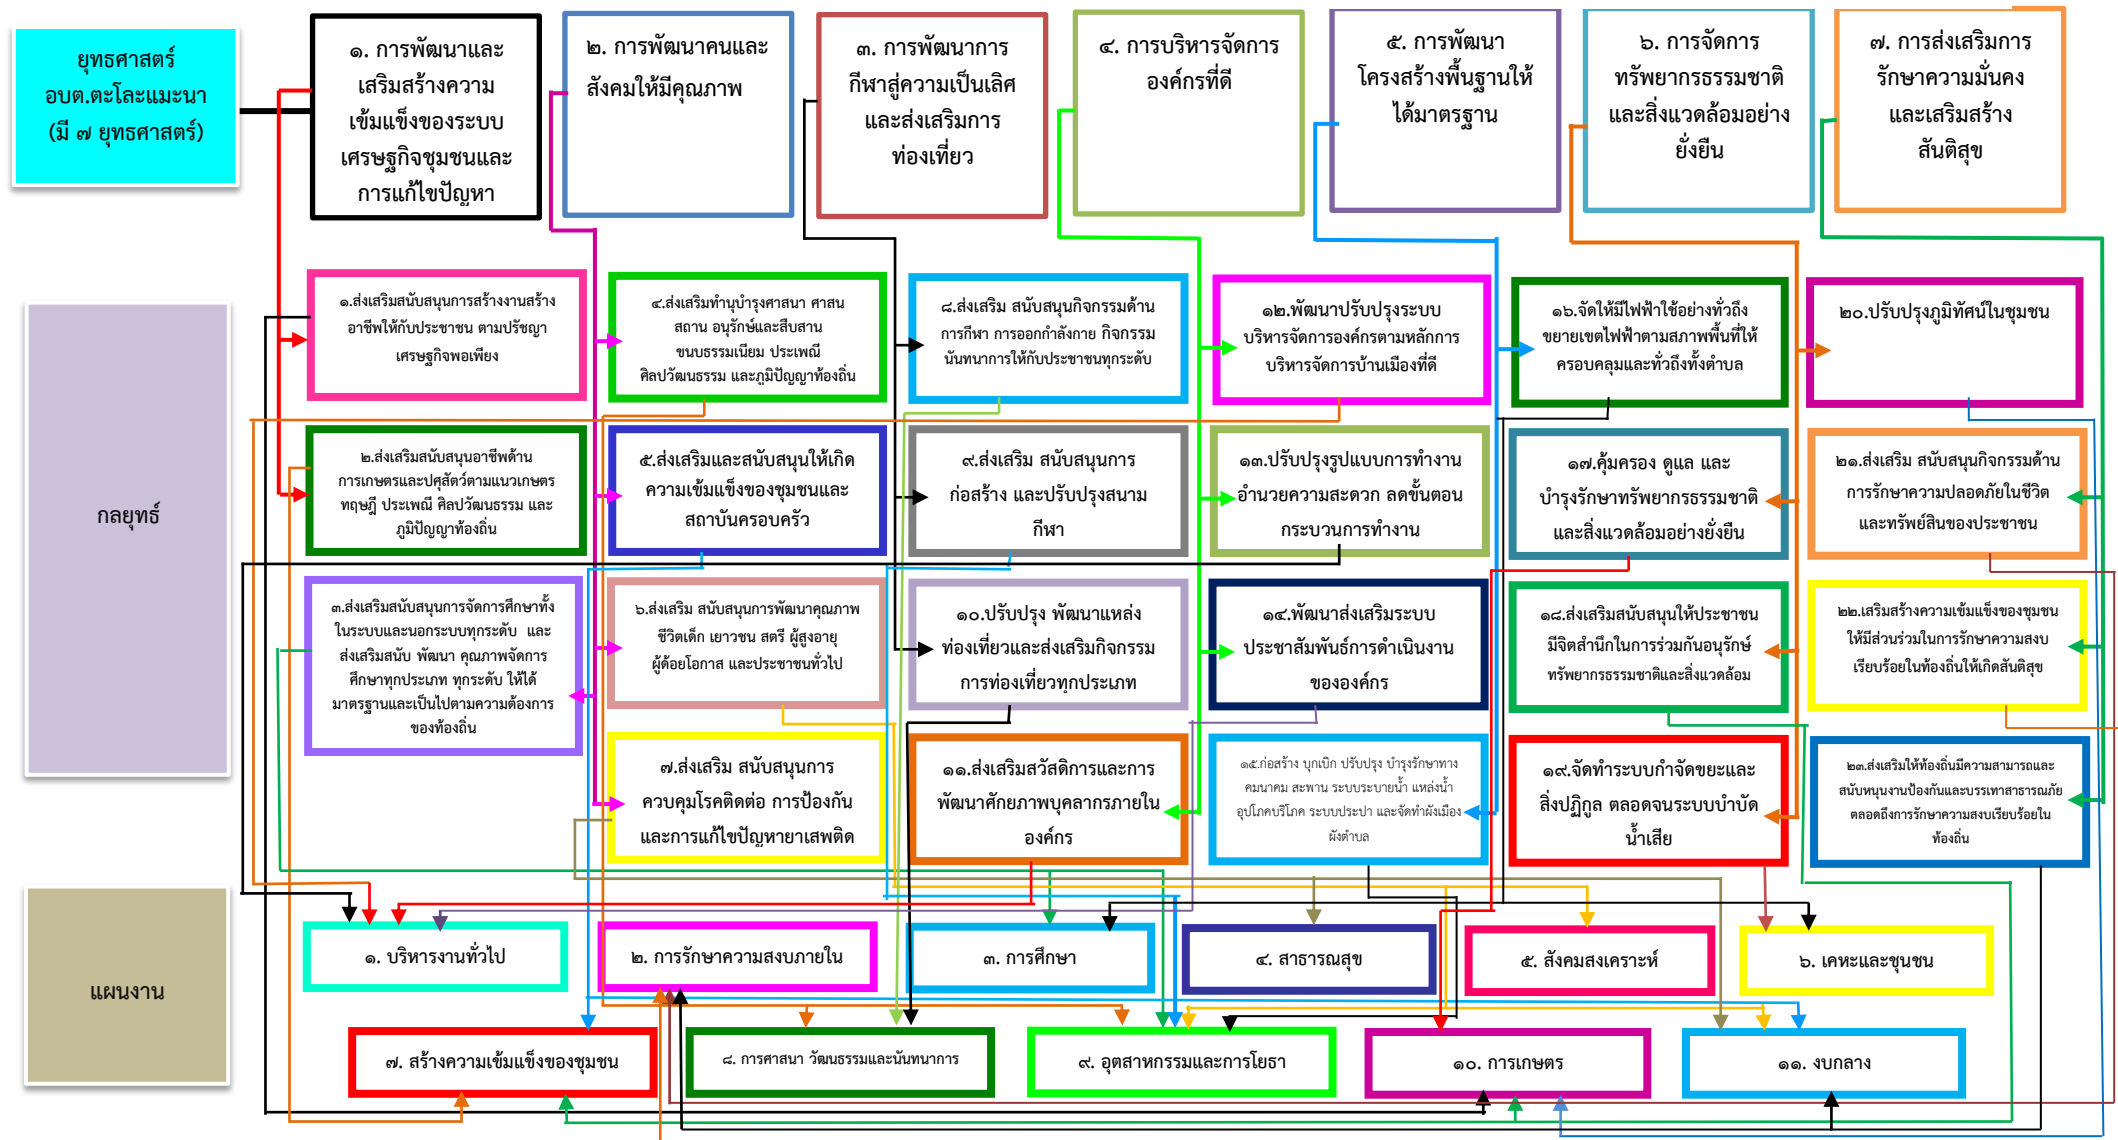 ยุทธศาสตร์
อบต.ตะโละแมะนา
(มี ๗ ยุทธศาสตร์)
๑. การพัฒนาและ
เสริมสร้างความ
เข้มแข็งของระบบ
เศรษฐกิจชุมชนและ
การแก้ไขปัญหา
๒. การพัฒนาคนและ
สังคมให้มีคุณภาพ
๓. การพัฒนาการ
กีฬาสู่ความเป็นเลิศ
และส่งเสริมการ
ท่องเที่ยว
๔. การบริหารจัดการ
องค์กรที่ดี
๕. การพัฒนา
โครงสร้างพื้นฐานให้
ได้มาตรฐาน
๖. การจัดการ
ทรัพยากรธรรมชาติ
และสิ่งแวดล้อมอย่าง
ยั่งยืน
๗. การส่งเสริมการ
รักษาความมั่นคง
และเสริมสร้าง
สันติสุข
กลยุทธ์
๑.ส่งเสริมสนับสนุนการสร้างงานสร้าง
อาชีพให้กับประชาชน ตามปรัชญา
เศรษฐกิจพอเพียง
๔.ส่งเสริมทำนุบำรุงศาสนา ศาสน
สถาน อนุรักษ์และสืบสาน
ขนบธรรมเนียม ประเพณี
ศิลปวัฒนธรรม และภูมิปัญญาท้องถิ่น
๘.ส่งเสริม สนับสนุนกิจกรรมด้าน
การกีฬา การออกกำลังกาย กิจกรรม
นันทนาการให้กับประชาชนทุกระดับ
๑๒.พัฒนาปรับปรุงระบบ
บริหารจัดการองค์กรตามหลักการ
บริหารจัดการบ้านเมืองที่ดี
๑๖.จัดให้มีไฟฟ้าใช้อย่างทั่วถึง
ขยายเขตไฟฟ้าตามสภาพพื้นที่ให้
ครอบคลุมและทั่วถึงทั้งตำบล
๒๐.ปรับปรุงภูมิทัศน์ในชุมชน
๒.ส่งเสริมสนับสนุนอาชีพด้าน
การเกษตรและปศุสัตว์ตามแนวเกษตร
ทฤษฎี ประเพณี ศิลปวัฒนธรรม และ
ภูมิปัญญาท้องถิ่น
๕.ส่งเสริมและสนับสนุนให้เกิด
ความเข้มแข็งของชุมชนและ
สถาบันครอบครัว
๙.ส่งเสริม สนับสนุนการ
ก่อสร้าง และปรับปรุงสนาม
กีฬา
๑๓.ปรับปรุงรูปแบบการทำงาน
อำนวยความสะดวก ลดขั้นตอน
กระบวนการทำงาน
๑๗.คุ้มครอง ดูแล และ
บำรุงรักษาทรัพยากรธรรมชาติ
และสิ่งแวดล้อมอย่างยั่งยืน
๒๑.ส่งเสริม สนับสนุนกิจกรรมด้าน
การรักษาความปลอดภัยในชีวิต
และทรัพย์สินของประชาชน
๓.ส่งเสริมสนับสนุนการจัดการศึกษาทั้ง
ในระบบและนอกระบบทุกระดับ และ
ส่งเสริมสนับ พัฒนา คุณภาพจัดการ
ศึกษาทุกประเภท ทุกระดับ ให้ได้
มาตรฐานและเป็นไปตามความต้องการ
ของท้องถิ่น
๖.ส่งเสริม สนับสนุนการพัฒนาคุณภาพ
ชีวิตเด็ก เยาวชน สตรี ผู้สูงอายุ
ผู้ด้อยโอกาส และประชาชนทั่วไป
๑๐.ปรับปรุง พัฒนาแหล่ง
ท่องเที่ยวและส่งเสริมกิจกรรม
การท่องเที่ยวทุกประเภท
๑๔.พัฒนาส่งเสริมระบบ
ประชาสัมพันธ์การดำเนินงาน
ขององค์กร
๑๘.ส่งเสริมสนับสนุนให้ประชาชน
มีจิตสำนึกในการร่วมกันอนุรักษ์
ทรัพยากรธรรมชาติและสิ่งแวดล้อม
๒๒.เสริมสร้างความเข้มแข็งของชุมชน
ให้มีส่วนร่วมในการรักษาความสงบ
เรียบร้อยในท้องถิ่นให้เกิดสันติสุข
๗.ส่งเสริม สนับสนุนการ
ควบคุมโรคติดต่อ การป้องกัน
และการแก้ไขปัญหายาเสพติด
๑๑.ส่งเสริมสวัสดิการและการ
พัฒนาศักยภาพบุคลากรภายใน
องค์กร
๑๕.ก่อสร้าง บุกเบิก ปรับปรุง บำรุงรักษาทาง
คมนาคม สะพาน ระบบระบายน้ำ แหล่งน้ำ
อุปโภคบริโภค ระบบประปา และจัดทำผังเมือง
ผังตำบล
๑๙.จัดทำระบบกำจัดขยะและ
สิ่งปฏิกูล ตลอดจนระบบบำบัด
น้ำเสีย
๒๓.ส่งเสริมให้ท้องถิ่นมีความสามารถและ
สนับหนุนงานป้องกันและบรรเทาสาธารณภัย
ตลอดถึงการรักษาความสงบเรียบร้อยใน
ท้องถิ่น
แผนงาน
๑. บริหารงานทั่วไป
๒. การรักษาความสงบภายใน
๓. การศึกษา
๔. สาธารณสุข
๕. สังคมสงเคราะห์
๖. เคหะและชุนชน
๗. สร้างความเข้มแข็งของชุมชน
๘. การศาสนา วัฒนธรรมและนันทนาการ
๙. อุตสาหกรรมและการโยธา
๑๐. การเกษตร
๑๑. งบกลาง